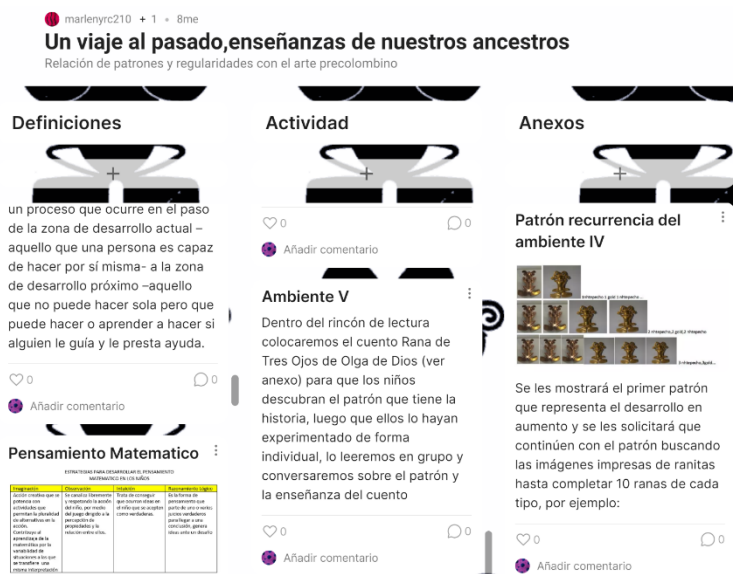 marlenyrc210 + 1 • 8me
Un viaje al pasado,enseñanzas de nuestros ancestros
Relación de patrones y regularidades con el arte precolombino
Definiciones
un proceso que ocurre en el paso
de la zona de desarrollo actual –
aquello que una persona es capaz
de hacer por sí misma- a la zona
de desarrollo próximo –aquello
que no puede hacer sola pero que
puede hacer o aprender a hacer si
alguien le guía y le presta ayuda.
0
0
Añadir comentario
Pensamiento Matematico
ESTRATEGIAS PARA DESARROLLAR EL PENSAMIENTO
MATEMATICO EN LOS NIÑOS
Imaginación Observación Intuición Razonamiento Lógico
Actividad
0
0
Añadir comentario
Ambiente V
Dentro del rincón de lectura
colocaremos el cuento Rana de
Tres Ojos de Olga de Dios (ver
anexo) para que los niños
descubran el patrón que tiene la
historia, luego que ellos lo hayan
experimentado de forma
individual, lo leeremos en grupo y
conversaremos sobre el patrón y
la enseñanza del cuento
0
0
Añadir comentario
Anexos
Patrón recurrencia del
ambiente IV
Se les mostrará el primer patrón
que representa el desarrollo en
aumento y se les solicitará que
continúen con el patrón buscando
las imágenes impresas de ranitas
hasta completar 10 ranas de cada
tipo, por ejemplo:
0
0
Añadir comentario